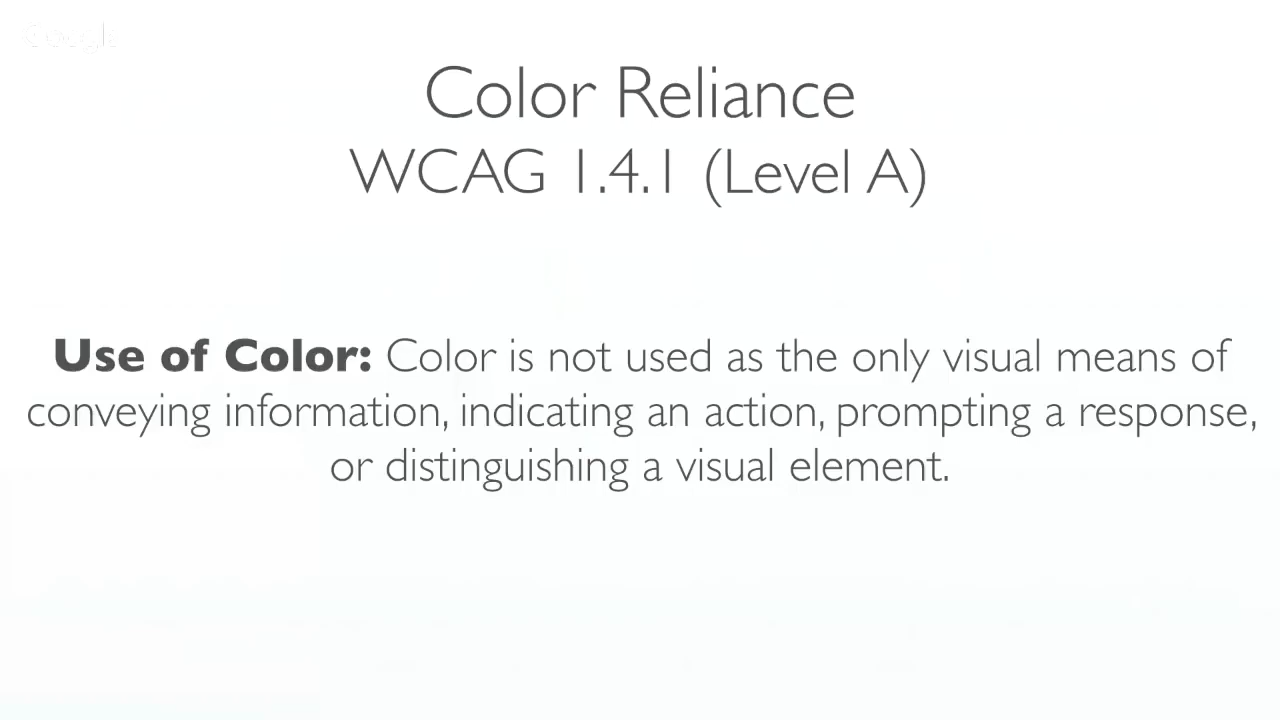 Color Reliance
WCAG 1.4.1 (Level A)
Use of Color: Color is not used as the only visual means of
conveying information, indicating an action, prompting a response,
or distinguishing a visual element.